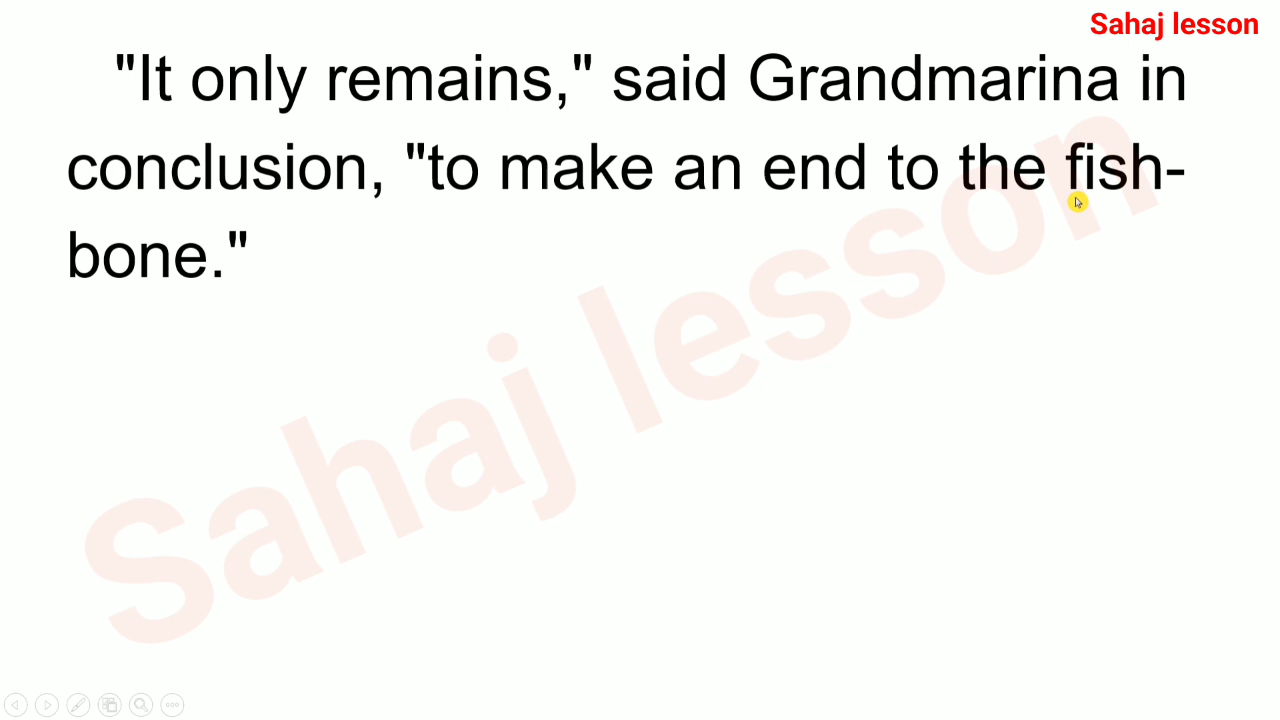 Sahaj lesson
"It only remains," said Grandmarina in
conclusion, "to make an end to the fish-
bone."
Sahaj lesson